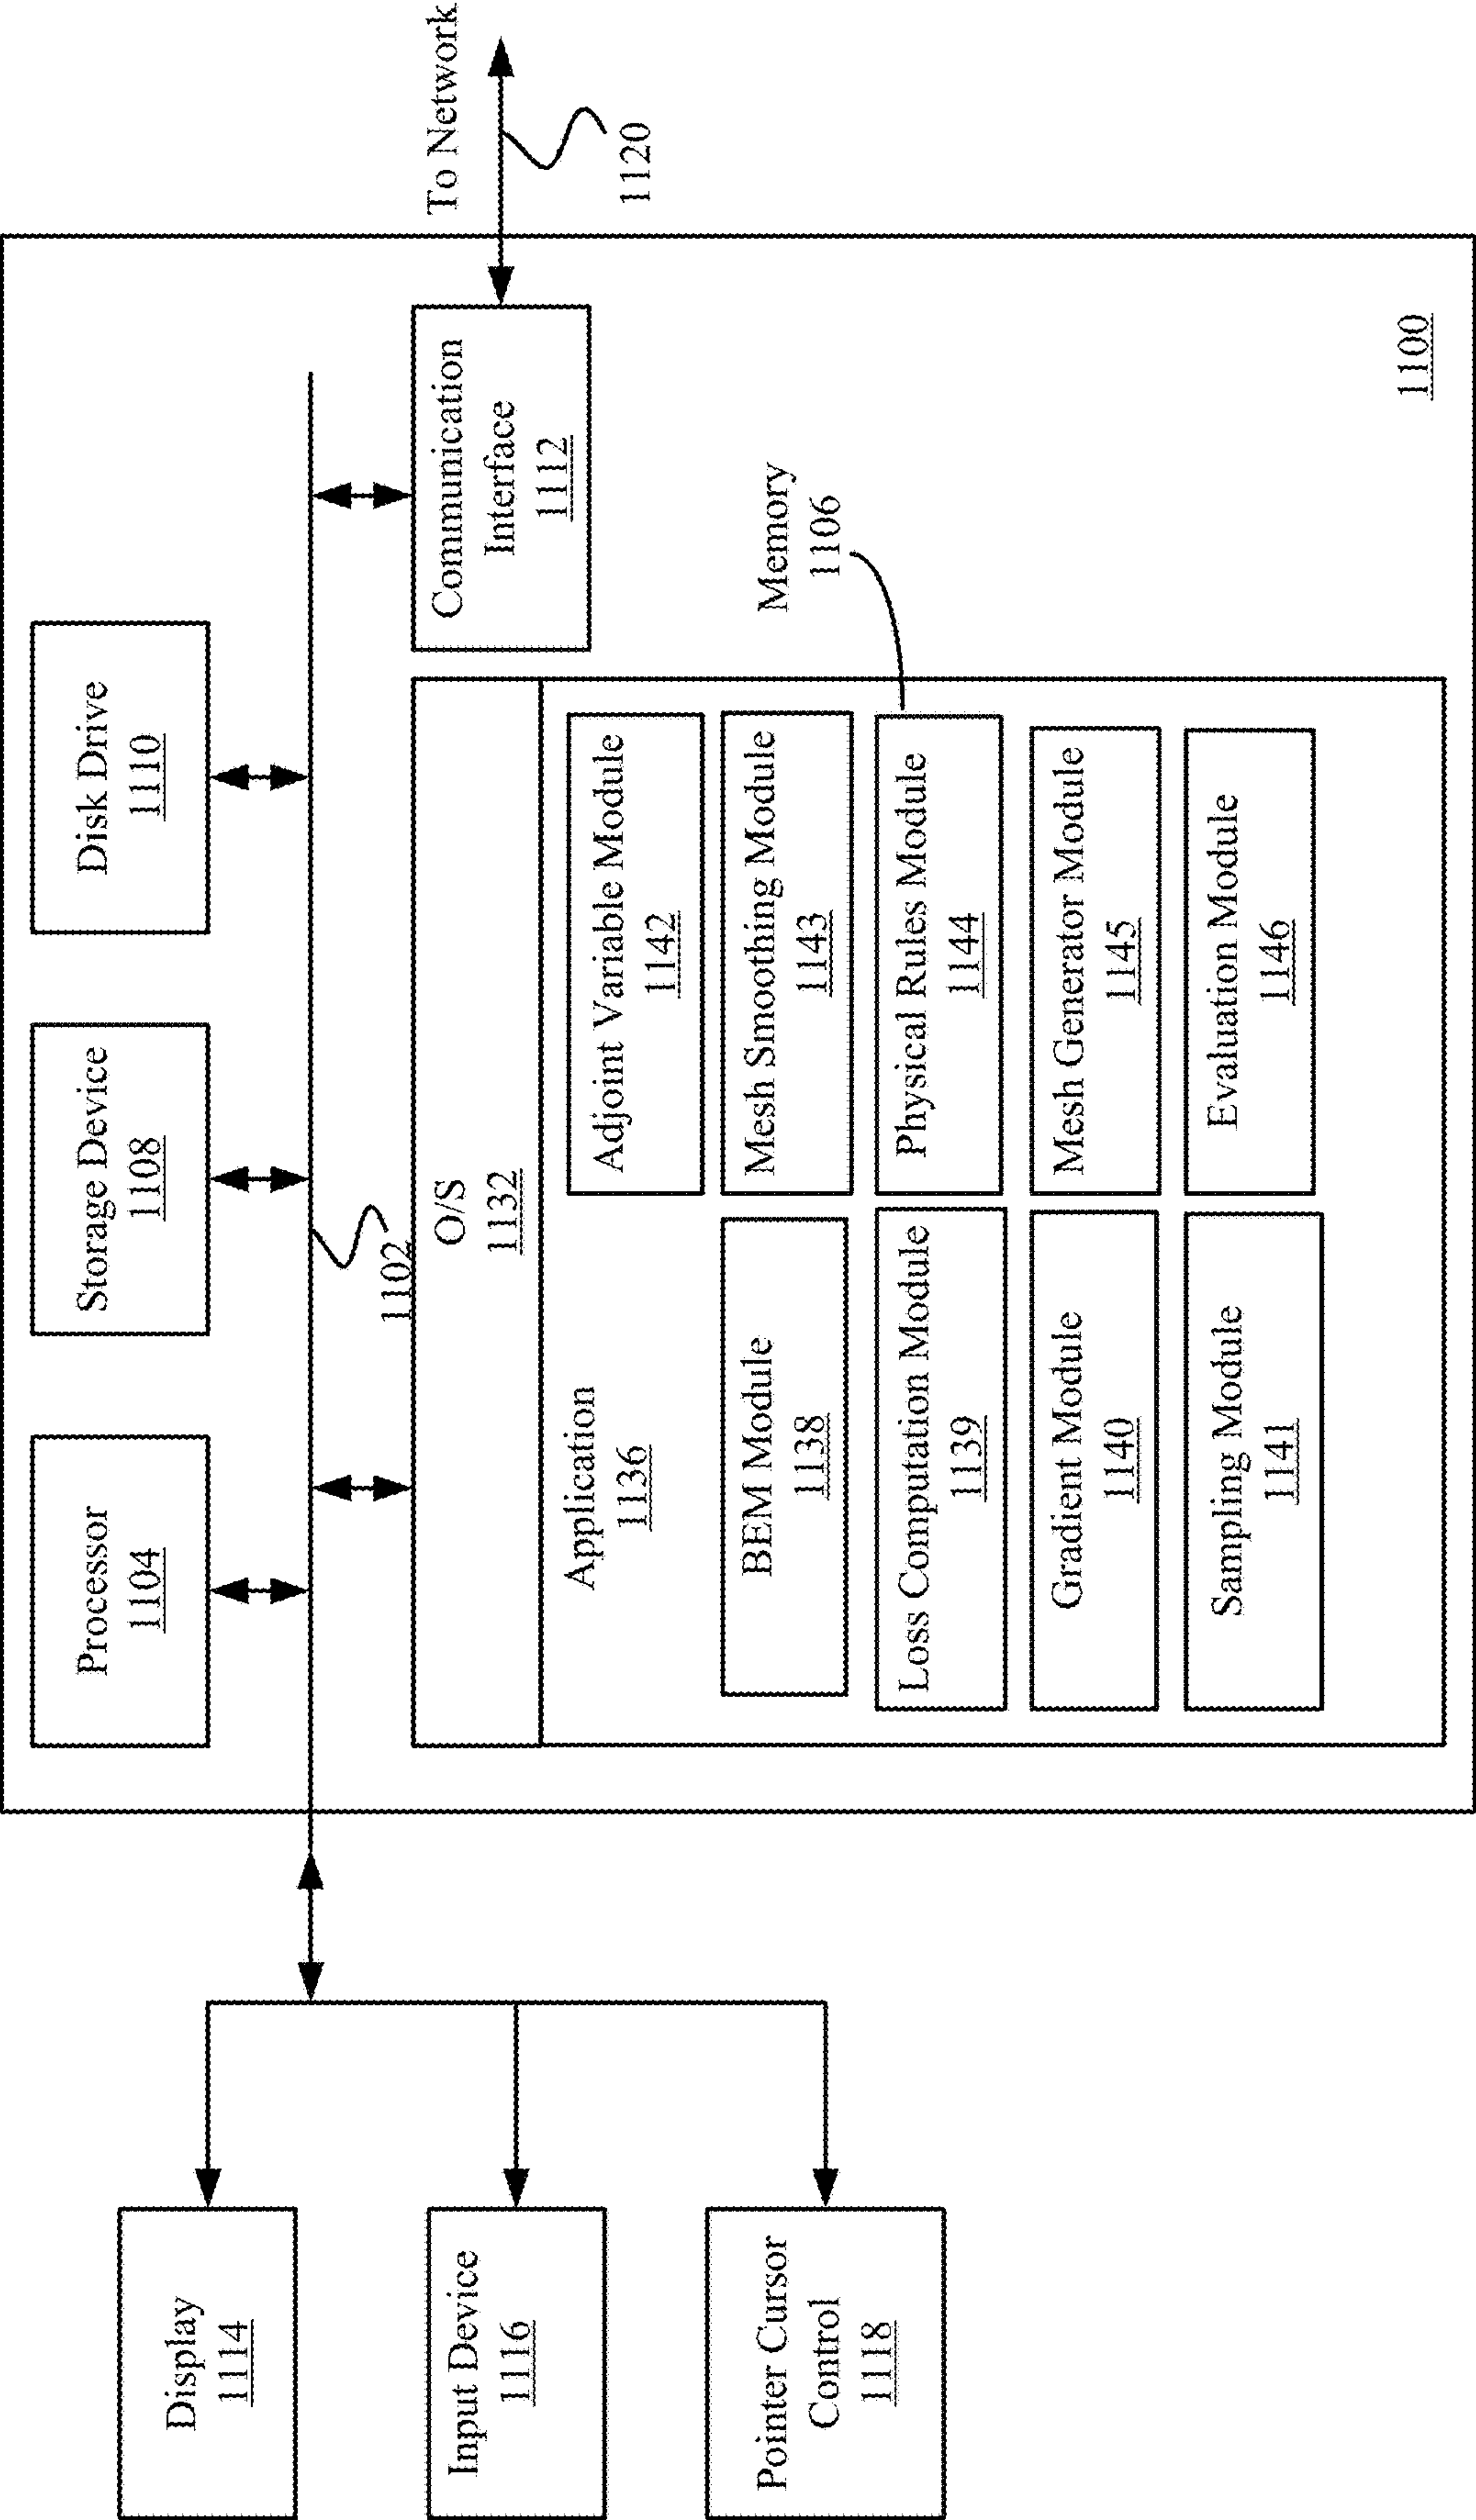 Display
1114
Input Device
1116
Pointer Cursor
Control
1118
Processor
1104
Storage Device
1108
Disk Drive
1110
1102
O/S
1132
Communication
Interface
1112
To Network
1120
Application
1136
BEM Module
1138
Loss Computation Module
1139
Gradient Module
1140
Sampling Module
1141
Adjoint Variable Module
1142
Mesh Smoothing Module
1143
Physical Rules Module
1144
Mesh Generator Module
1145
Evaluation Module
1146
Memory
1106
1100